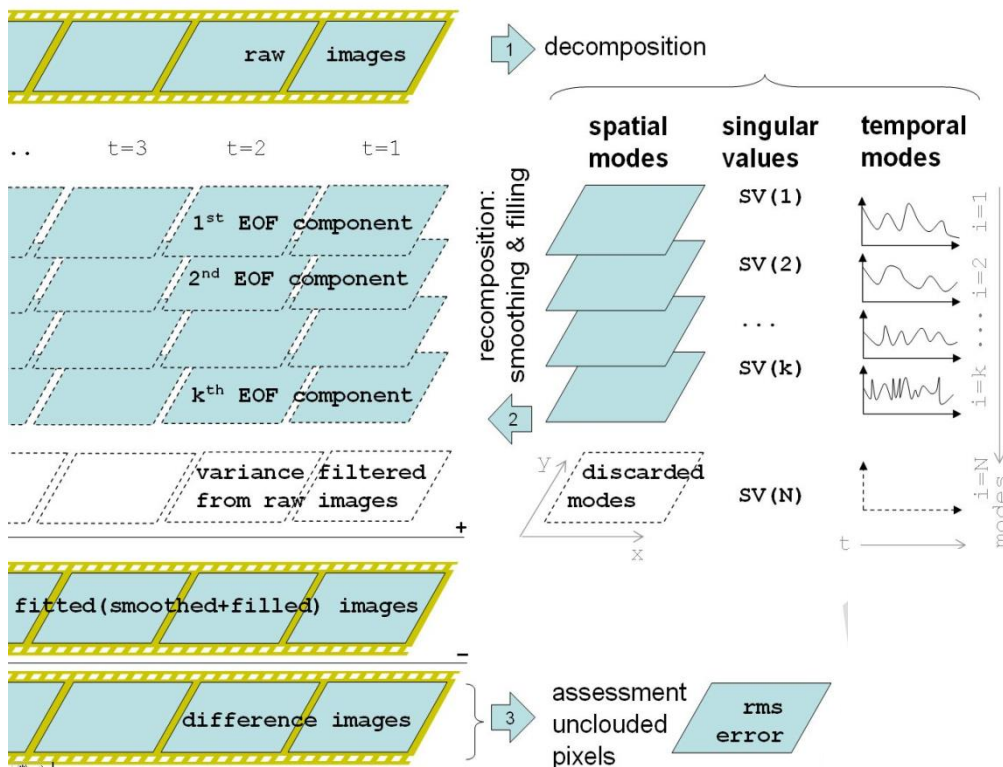 raw images
1 decomposition
spatial modes
singular values
temporal modes
.. t=3 t=2 t=1
recomposition:
smoothing & filling
1st EOF component
2nd EOF component
kth EOF component
2
SV(1)
SV(2)
...
SV(k)
SV(N)
i=1
i=2
...
i=k
i=N
modes
variance filtered
from raw images
discarded
modes
y
x
t
+
fitted(smoothed+filled) images
-
difference images
3
assessment
unclouded
pixels
rms
error